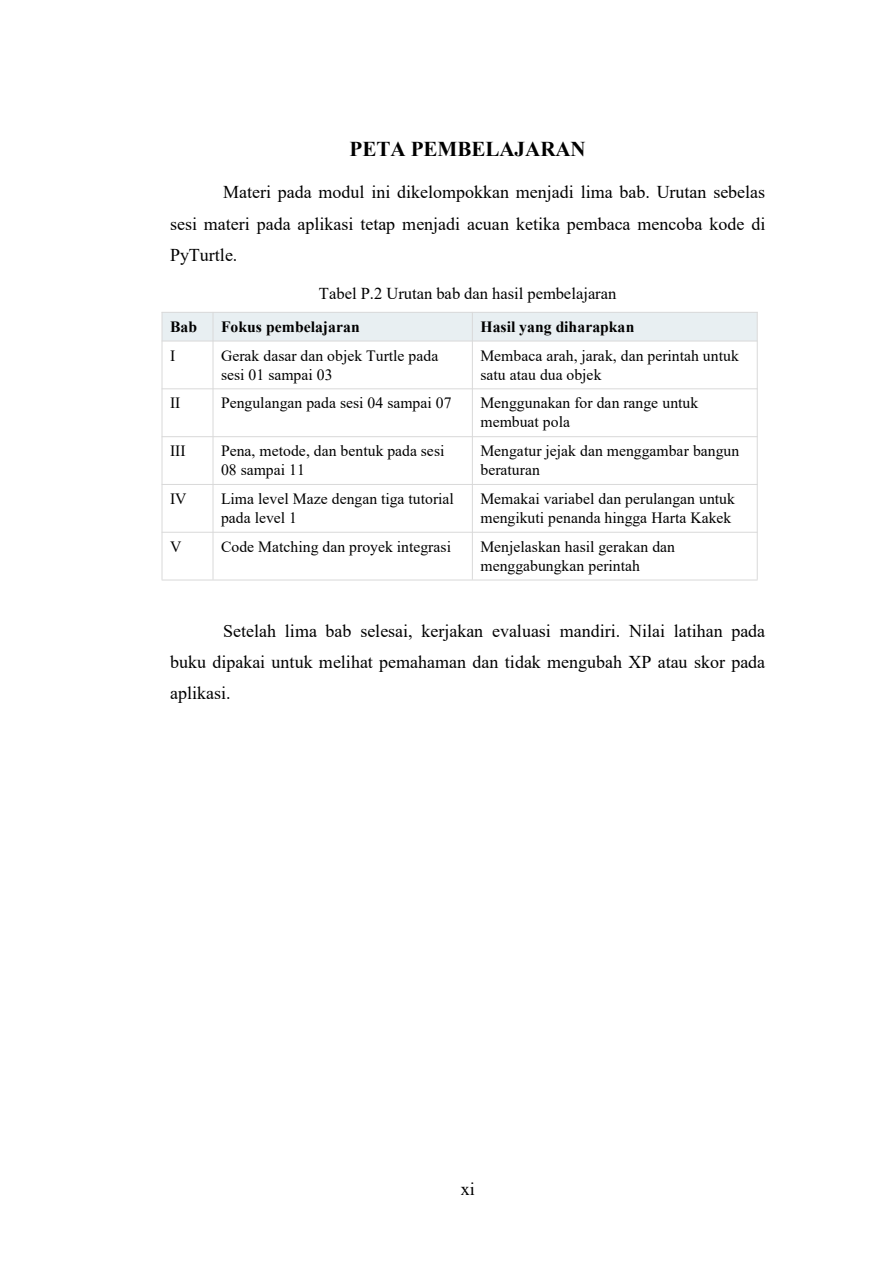 PETA PEMBELAJARAN
Materi pada modul ini dikelompokkan menjadi lima bab. Urutan sebelas
sesi materi pada aplikasi tetap menjadi acuan ketika pembaca mencoba kode di
PyTurtle.
Tabel P.2 Urutan bab dan hasil pembelajaran
Bab Fokus pembelajaran Hasil yang diharapkan
I Gerak dasar dan objek Turtle pada Membaca arah, jarak, dan perintah untuk
sesi 01 sampai 03 satu atau dua objek
II Pengulangan pada sesi 04 sampai 07 Menggunakan for dan range untuk
membuat pola
III Pena, metode, dan bentuk pada sesi Mengatur jejak dan menggambar bangun
08 sampai 11 beraturan
IV Lima level Maze dengan tiga tutorial Memakai variabel dan perulangan untuk
pada level 1 mengikuti penanda hingga Harta Kakek
V Code Matching dan proyek integrasi Menjelaskan hasil gerakan dan
menggabungkan perintah
Setelah lima bab selesai, kerjakan evaluasi mandiri. Nilai latihan pada
buku dipakai untuk melihat pemahaman dan tidak mengubah XP atau skor pada
aplikasi.
xi